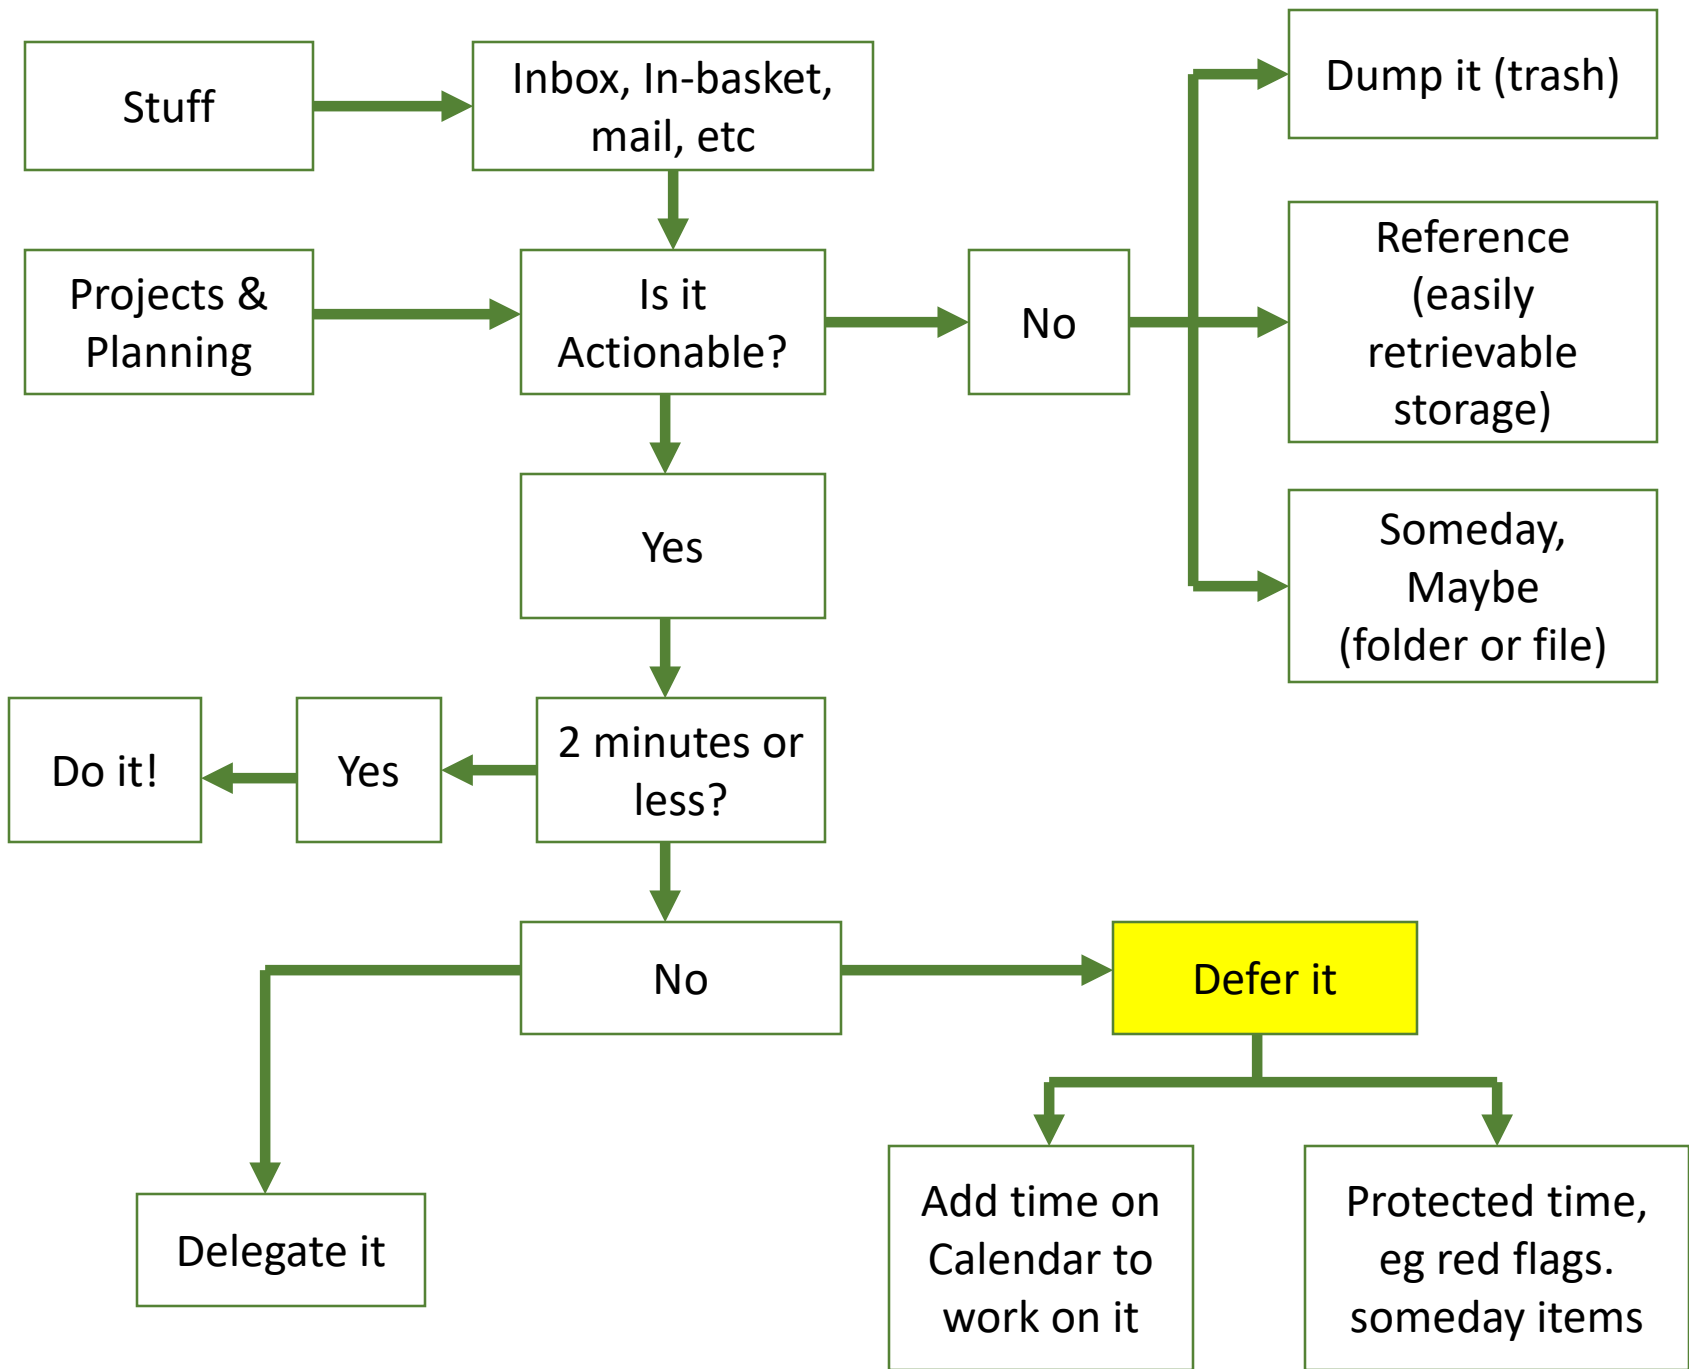 Stuff
Inbox, In-basket,
mail, etc
Dump it (trash)
Projects &
Planning
Is it
Actionable?
No
Reference
(easily
retrievable
storage)
Yes
Someday,
Maybe
(folder or file)
Do it!
Yes
2 minutes or
less?
No
Defer it
Delegate it
Add time on
Calendar to
work on it
Protected time,
eg red flags.
someday items